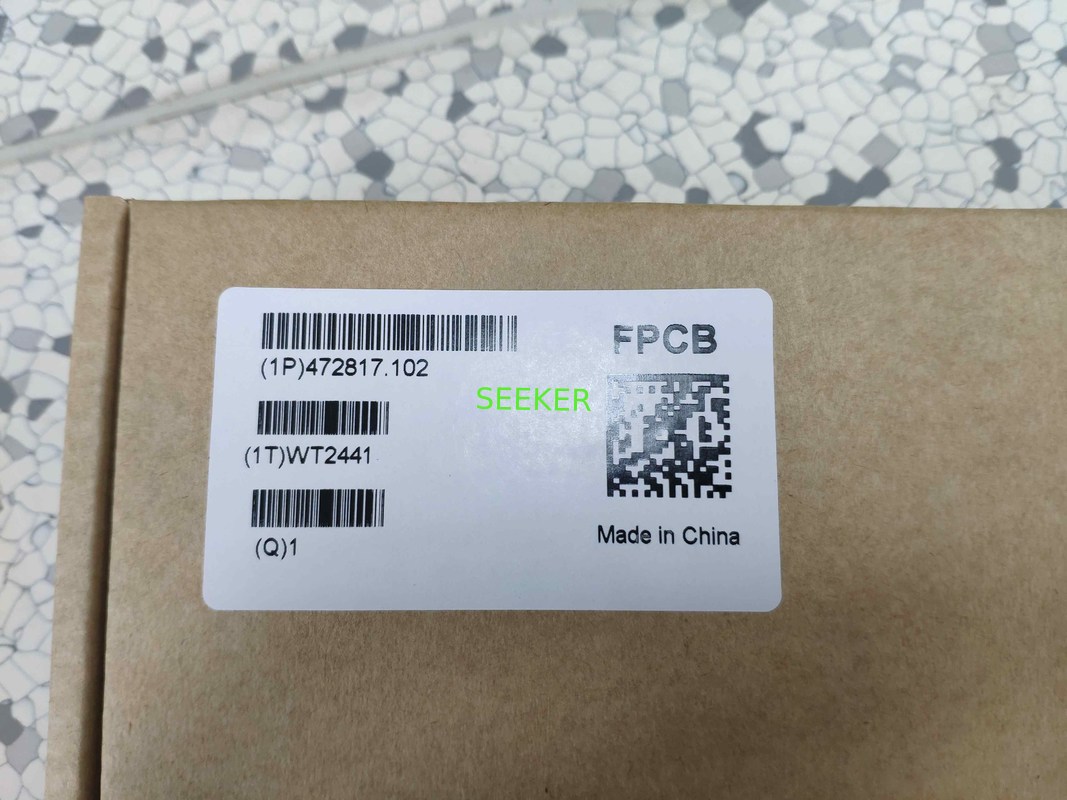 (1P)472817.102
(1T)WT2441
(Q)1
FPCB
SEEKER
Made in China